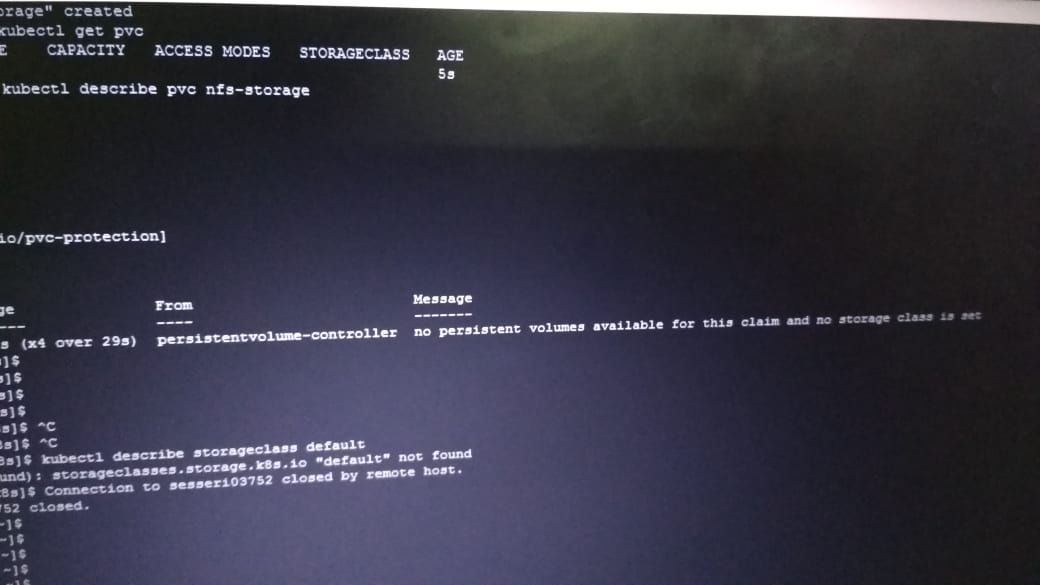 orage" created
kubectl get pvc
E CAPACITY ACCESS MODES STORAGECLASS AGE
5s
kubectl describe pvc nfs-storage
io/pvc-protection]
ge From Message
--- ---- -------
s (x4 over 29s) persistentvolume-controller no persistent volumes available for this claim and no storage class is set
s]$
s]$
s]$
s]$
8s]$ ^C
8s]$ ^C
8s]$ kubectl describe storageclass default
und): storageclasses.storage.k8s.io "default" not found
k8s]$ Connection to sesseri03752 closed by remote host.
752 closed.
~]$
~]$
~]$
~]$
~]$